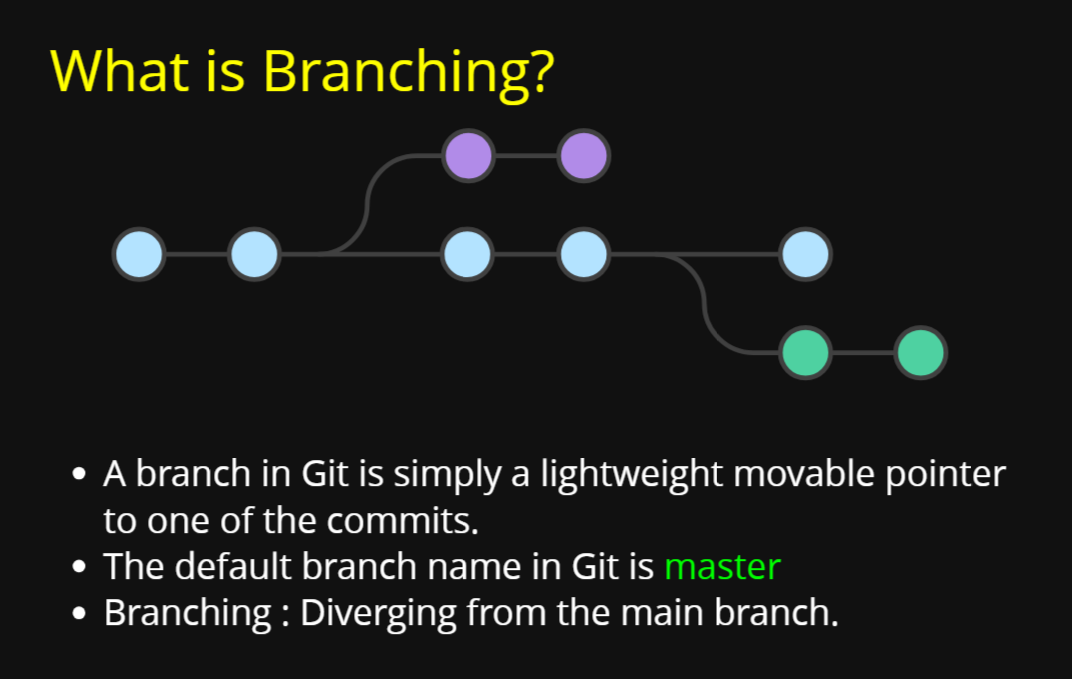 What is Branching?
• A branch in Git is simply a lightweight movable pointer
to one of the commits.
• The default branch name in Git is master
• Branching : Diverging from the main branch.